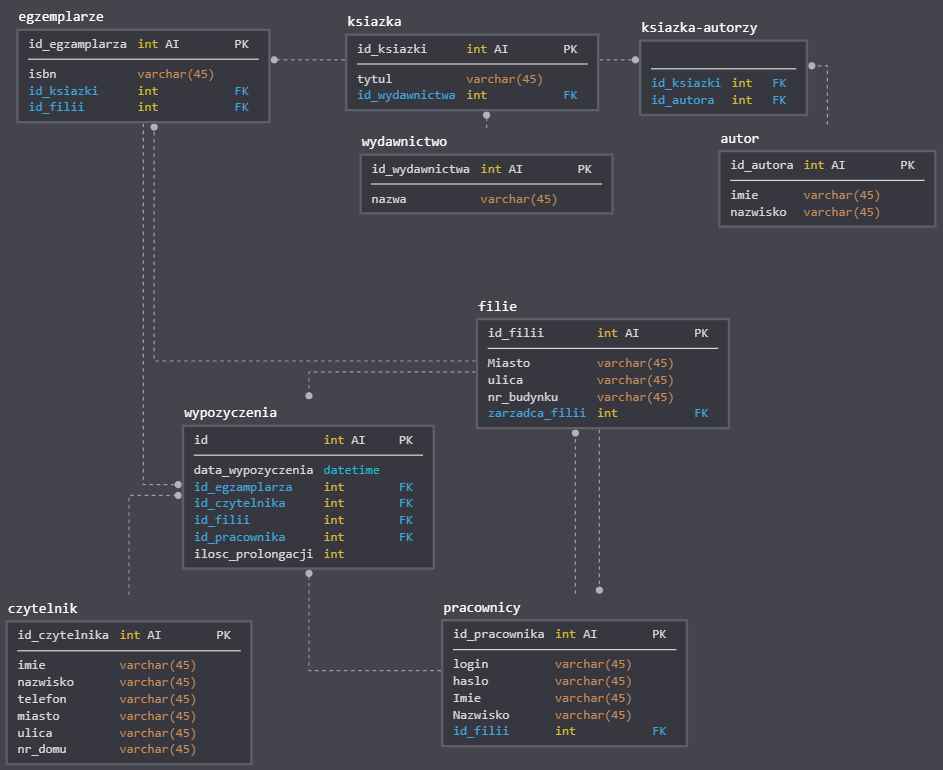 egzemplarze
id_egzamplarza int AI PK
isbn varchar(45)
id_ksiazki int FK
id_filii int FK
ksiazka
id_ksiazki int AI PK
tytul varchar(45)
id_wydawnictwa int FK
ksiazka-autorzy
id_ksiazki int FK
id_autora int FK
wydawnictwo
id_wydawnictwa int AI PK
nazwa varchar(45)
autor
id_autora int AI PK
imie varchar(45)
nazwisko varchar(45)
filie
id_filii int AI PK
Miasto varchar(45)
ulica varchar(45)
nr_budynku varchar(45)
zarzadca_filii int FK
wypozyczenia
id int AI PK
data_wypozyczenia datetime
id_egzamplarza int FK
id_czytelnika int FK
id_filii int FK
id_pracownika int FK
ilosc_prolongacji int
czytelnik
id_czytelnika int AI PK
imie varchar(45)
nazwisko varchar(45)
telefon varchar(45)
miasto varchar(45)
ulica varchar(45)
nr_domu varchar(45)
pracownicy
id_pracownika int AI PK
login varchar(45)
haslo varchar(45)
Imie varchar(45)
Nazwisko varchar(45)
id_filii int FK